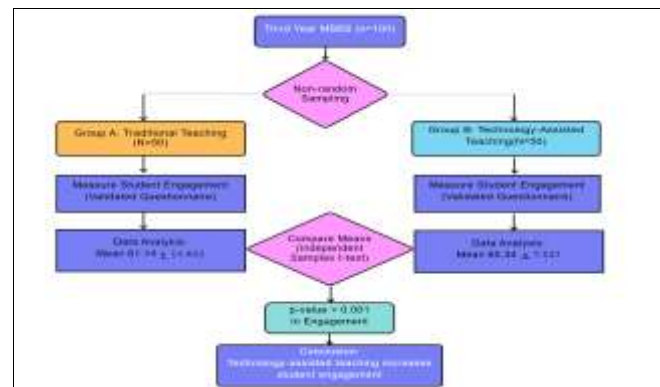 Third Year MBBS (n=100)
Non-random
Sampling
Group A: Traditional Teaching
(N=50)
Group B: Technology-Assisted
Teaching(N=50)
Measure Student Engagement
(Validated Questionnaire)
Measure Student Engagement
(Validated Questionnaire)
Data Analysis
Mean
Compare Means
(Independent
Samples t-test)
Data Analysis
Mean
p-value
in Engagement
Conclusion
Technology-assisted teaching increases
student engagement